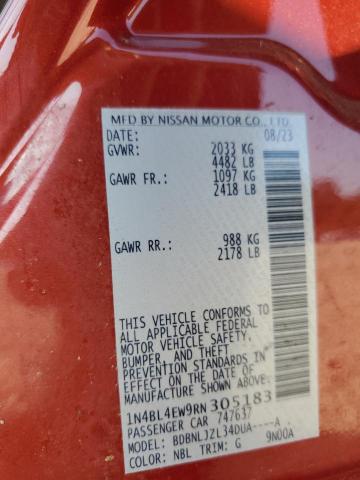 MFD BY NISSAN MOTOR CO., LTD.
DATE: 08/23
GVWR: 2033 KG
4482 LB
GAWR FR.: 1097 KG
2418 LB
GAWR RR.: 988 KG
2178 LB
THIS VEHICLE CONFORMS TO
ALL APPLICABLE FEDERAL
MOTOR VEHICLE SAFETY,
BUMPER, AND THEFT
PREVENTION STANDARDS IN
EFFECT ON THE DATE OF
MANUFACTURE SHOWN ABOVE.
1N4BL4EW9RN305183
PASSENGER CAR 747637
MODEL: BDBNLJZL34DUA----A
COLOR: NBL TRIM: G 9N00A